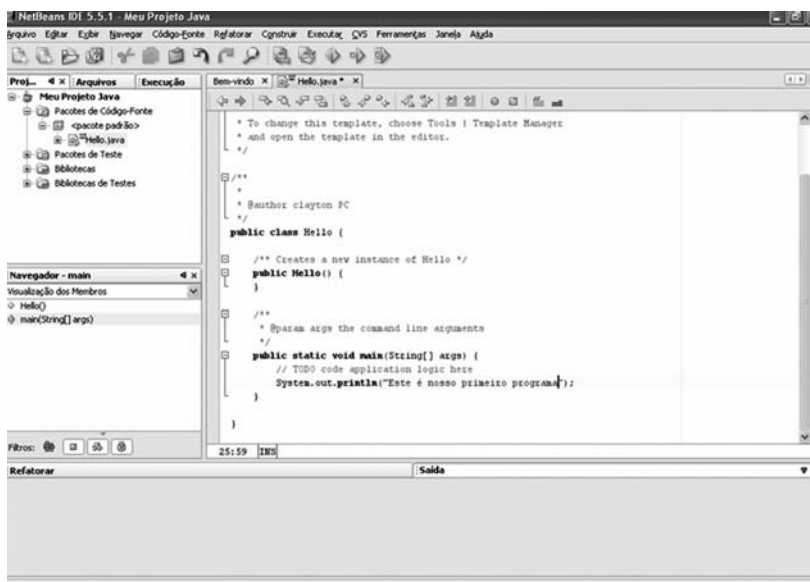 NetBeans IDE 5.5.1 - Meu Projeto Java
Arquivo Editar Exibir Navegar Código-Fonte Refatorar Construir Executar CVS Ferramentas Janela Ajuda
Proj... Arquivos Execução
Meu Projeto Java
Pacotes de Código-Fonte
<pacote padrão>
Hello.java
Pacotes de Teste
Bibliotecas
Bibliotecas de Testes
Navegador - main
Visualização dos Membros
Hello()
main(String[] args)
Filtros:
Bem-vindo x Hello.java * x
* To change this template, choose Tools | Template Manager
* and open the template in the editor.
*/
/**
*
* @author clayton PC
*/
public class Hello {
/** Creates a new instance of Hello */
public Hello() {
}
/**
* @param args the command line arguments
*/
public static void main(String[] args) {
// TODO code application logic here
System.out.println("Este é nosso primeiro programa");
}
}
25:59 INS
Refatorar
Saída